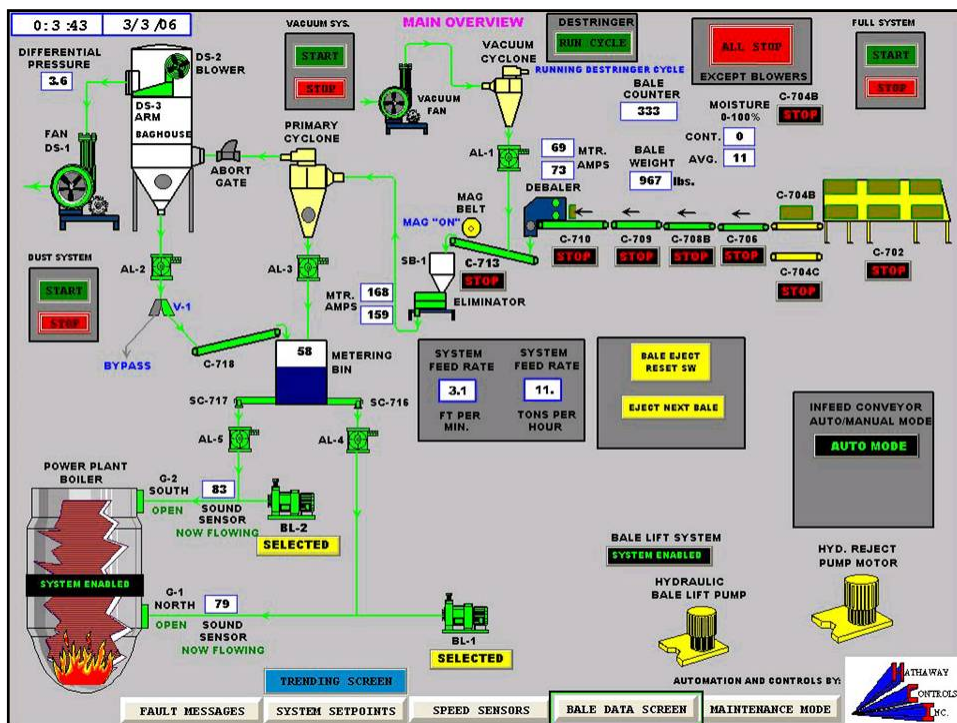 0:3:43 3/3/06
VACUUM SYS.
START
STOP
MAIN OVERVIEW
DESTRINGER
RUN CYCLE
RUNNING DESTRINGER CYCLE
ALL STOP
EXCEPT BLOWERS
FULL SYSTEM
START
STOP
DIFFERENTIAL
PRESSURE
3.6
DS-2
BLOWER
DS-3
ARM
BAGHOUSE
FAN
DS-1
ABORT
GATE
PRIMARY
CYCLONE
VACUUM
FAN
VACUUM
CYCLONE
AL-1
69
73
MTR.
AMPS
BALE
COUNTER
333
BALE
WEIGHT
967 lbs.
MOISTURE
0-100%
CONT. 0
AVG. 11
C-704B
STOP
DEBALER
MAG
BELT
MAG "ON"
C-710
STOP
C-709
STOP
C-708B
STOP
C-706
STOP
C-704B
C-704C
STOP
C-702
STOP
SB-1
C-713
STOP
ELIMINATOR
MTR.
AMPS
168
159
DUST SYSTEM
START
STOP
AL-2
AL-3
V-1
BYPASS
C-718
58
METERING
BIN
SC-717
SC-716
AL-5
AL-4
SYSTEM
FEED RATE
3.1
FT PER
MIN.
SYSTEM
FEED RATE
11.
TONS PER
HOUR
BALE EJECT
RESET SW
EJECT NEXT BALE
INFEED CONVEYOR
AUTO/MANUAL MODE
AUTO MODE
POWER PLANT
BOILER
SYSTEM ENABLED
G-2
SOUTH
OPEN
83
SOUND
SENSOR
NOW FLOWING
BL-2
SELECTED
G-1
NORTH
OPEN
79
SOUND
SENSOR
NOW FLOWING
BL-1
SELECTED
BALE LIFT SYSTEM
SYSTEM ENABLED
HYDRAULIC
BALE LIFT PUMP
HYD. REJECT
PUMP MOTOR
TRENDING SCREEN
AUTOMATION AND CONTROLS BY:
HATHAWAY
CONTROLS
INC.
FAULT MESSAGES
SYSTEM SETPOINTS
SPEED SENSORS
BALE DATA SCREEN
MAINTENANCE MODE